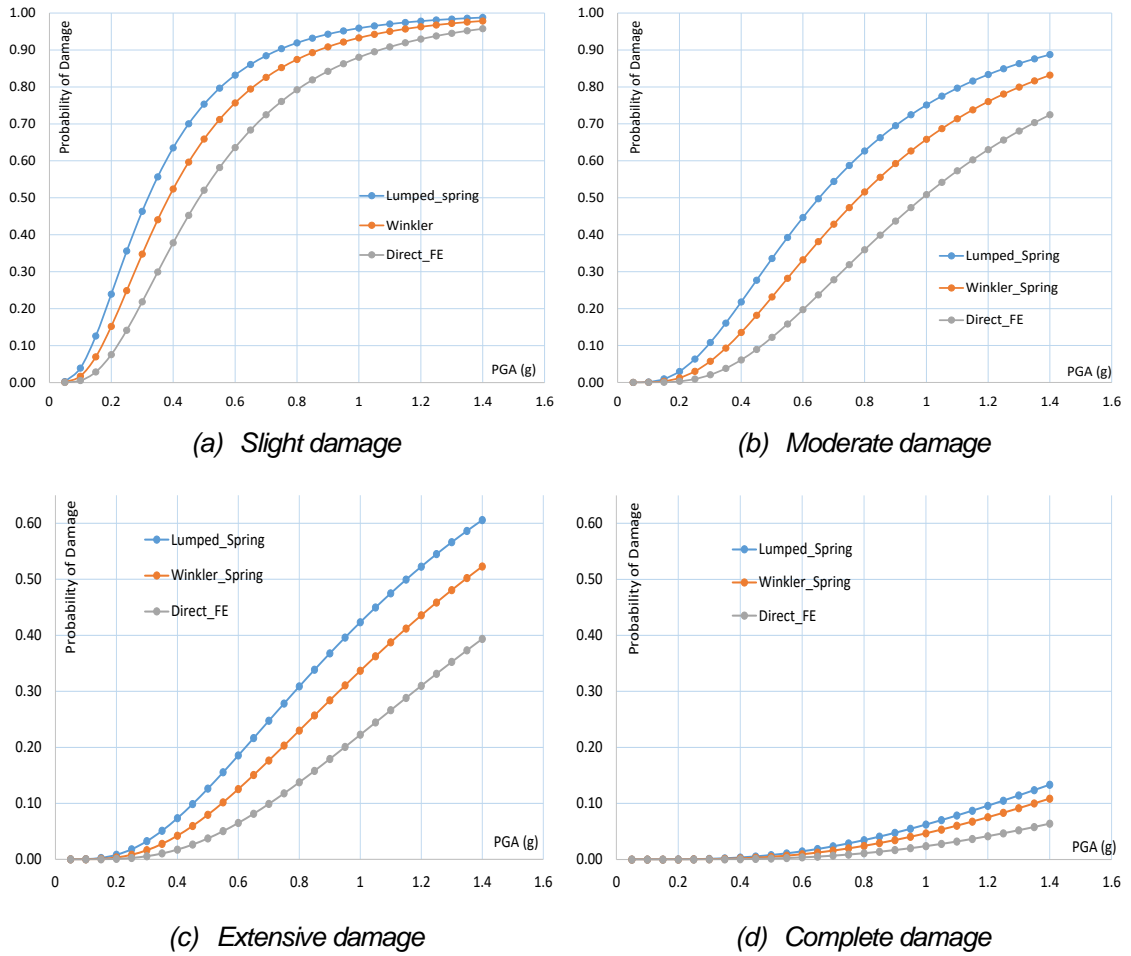 Probability of Damage
1.00
0.90
0.80
0.70
0.60
0.50
0.40
0.30
0.20
0.10
0.00
Lumped_spring
Winkler
Direct_FE
PGA (g)
0 0.2 0.4 0.6 0.8 1 1.2 1.4 1.6
(a) Slight damage
Probability of Damage
1.00
0.90
0.80
0.70
0.60
0.50
0.40
0.30
0.20
0.10
0.00
Lumped_Spring
Winkler_Spring
Direct_FE
PGA (g)
0 0.2 0.4 0.6 0.8 1 1.2 1.4 1.6
(b) Moderate damage
Probability of Damage
0.60
0.50
0.40
0.30
0.20
0.10
0.00
Lumped_Spring
Winkler_Spring
Direct_FE
PGA (g)
0 0.2 0.4 0.6 0.8 1 1.2 1.4 1.6
(c) Extensive damage
Probability of Damage
0.60
0.50
0.40
0.30
0.20
0.10
0.00
Lumped_Spring
Winkler_Spring
Direct_FE
PGA (g)
0 0.2 0.4 0.6 0.8 1 1.2 1.4 1.6
(d) Complete damage